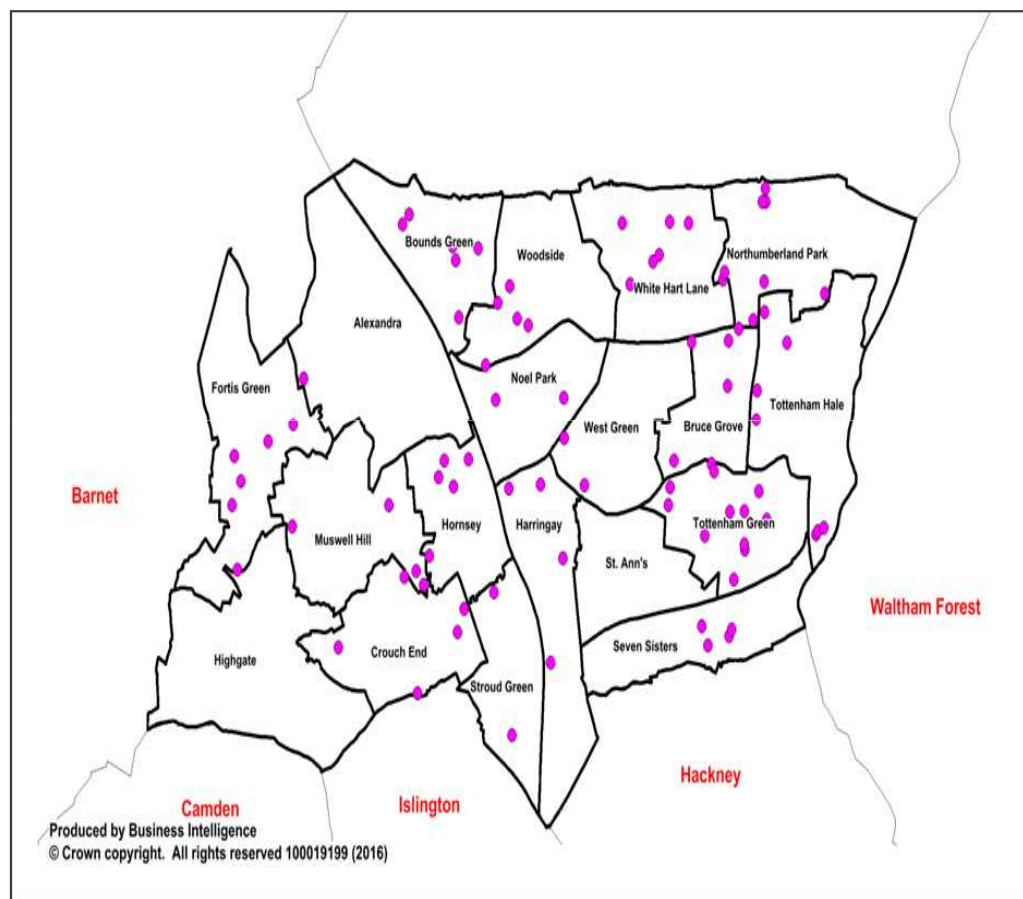 Bounds Green
Woodside
Northumberland Park
White Hart Lane
Alexandra
Noel Park
Fortis Green
Tottenham Hale
West Green
Bruce Grove
Barnet
Hornsey
Harringay
Tottenham Green
Muswell Hill
St. Ann's
Waltham Forest
Seven Sisters
Crouch End
Highgate
Stroud Green
Hackney
Camden
Islington
Produced by Business Intelligence
© Crown copyright. All rights reserved 100019199 (2016)